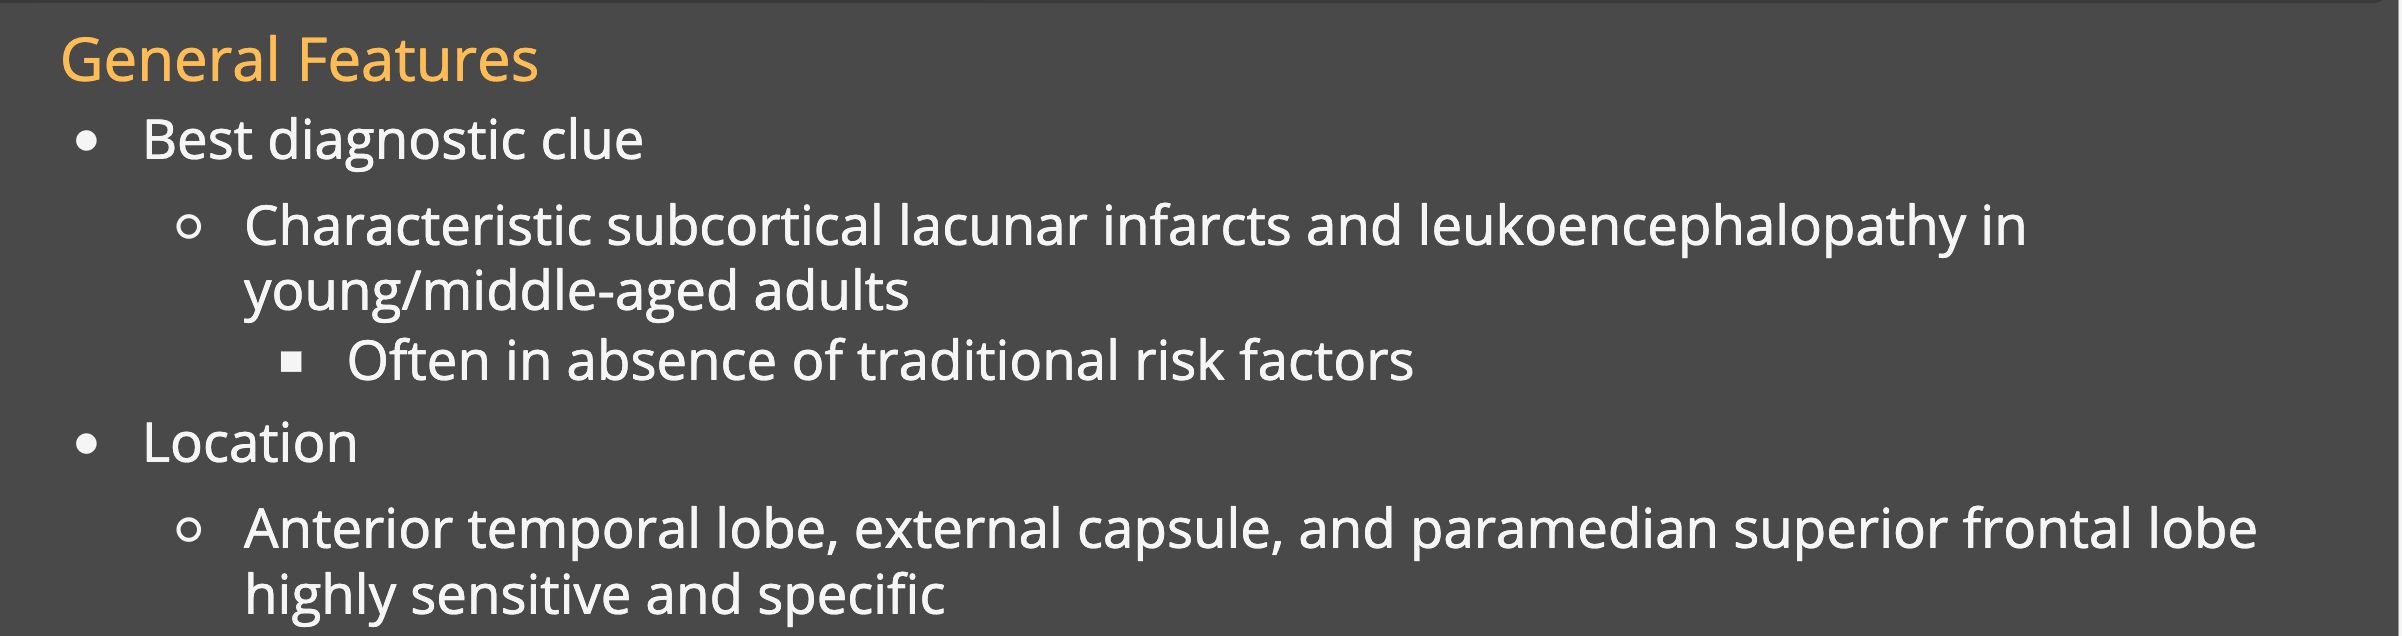 General Features
• Best diagnostic clue
○ Characteristic subcortical lacunar infarcts and leukoencephalopathy in
young/middle-aged adults
▪ Often in absence of traditional risk factors
• Location
○ Anterior temporal lobe, external capsule, and paramedian superior frontal lobe
highly sensitive and specific